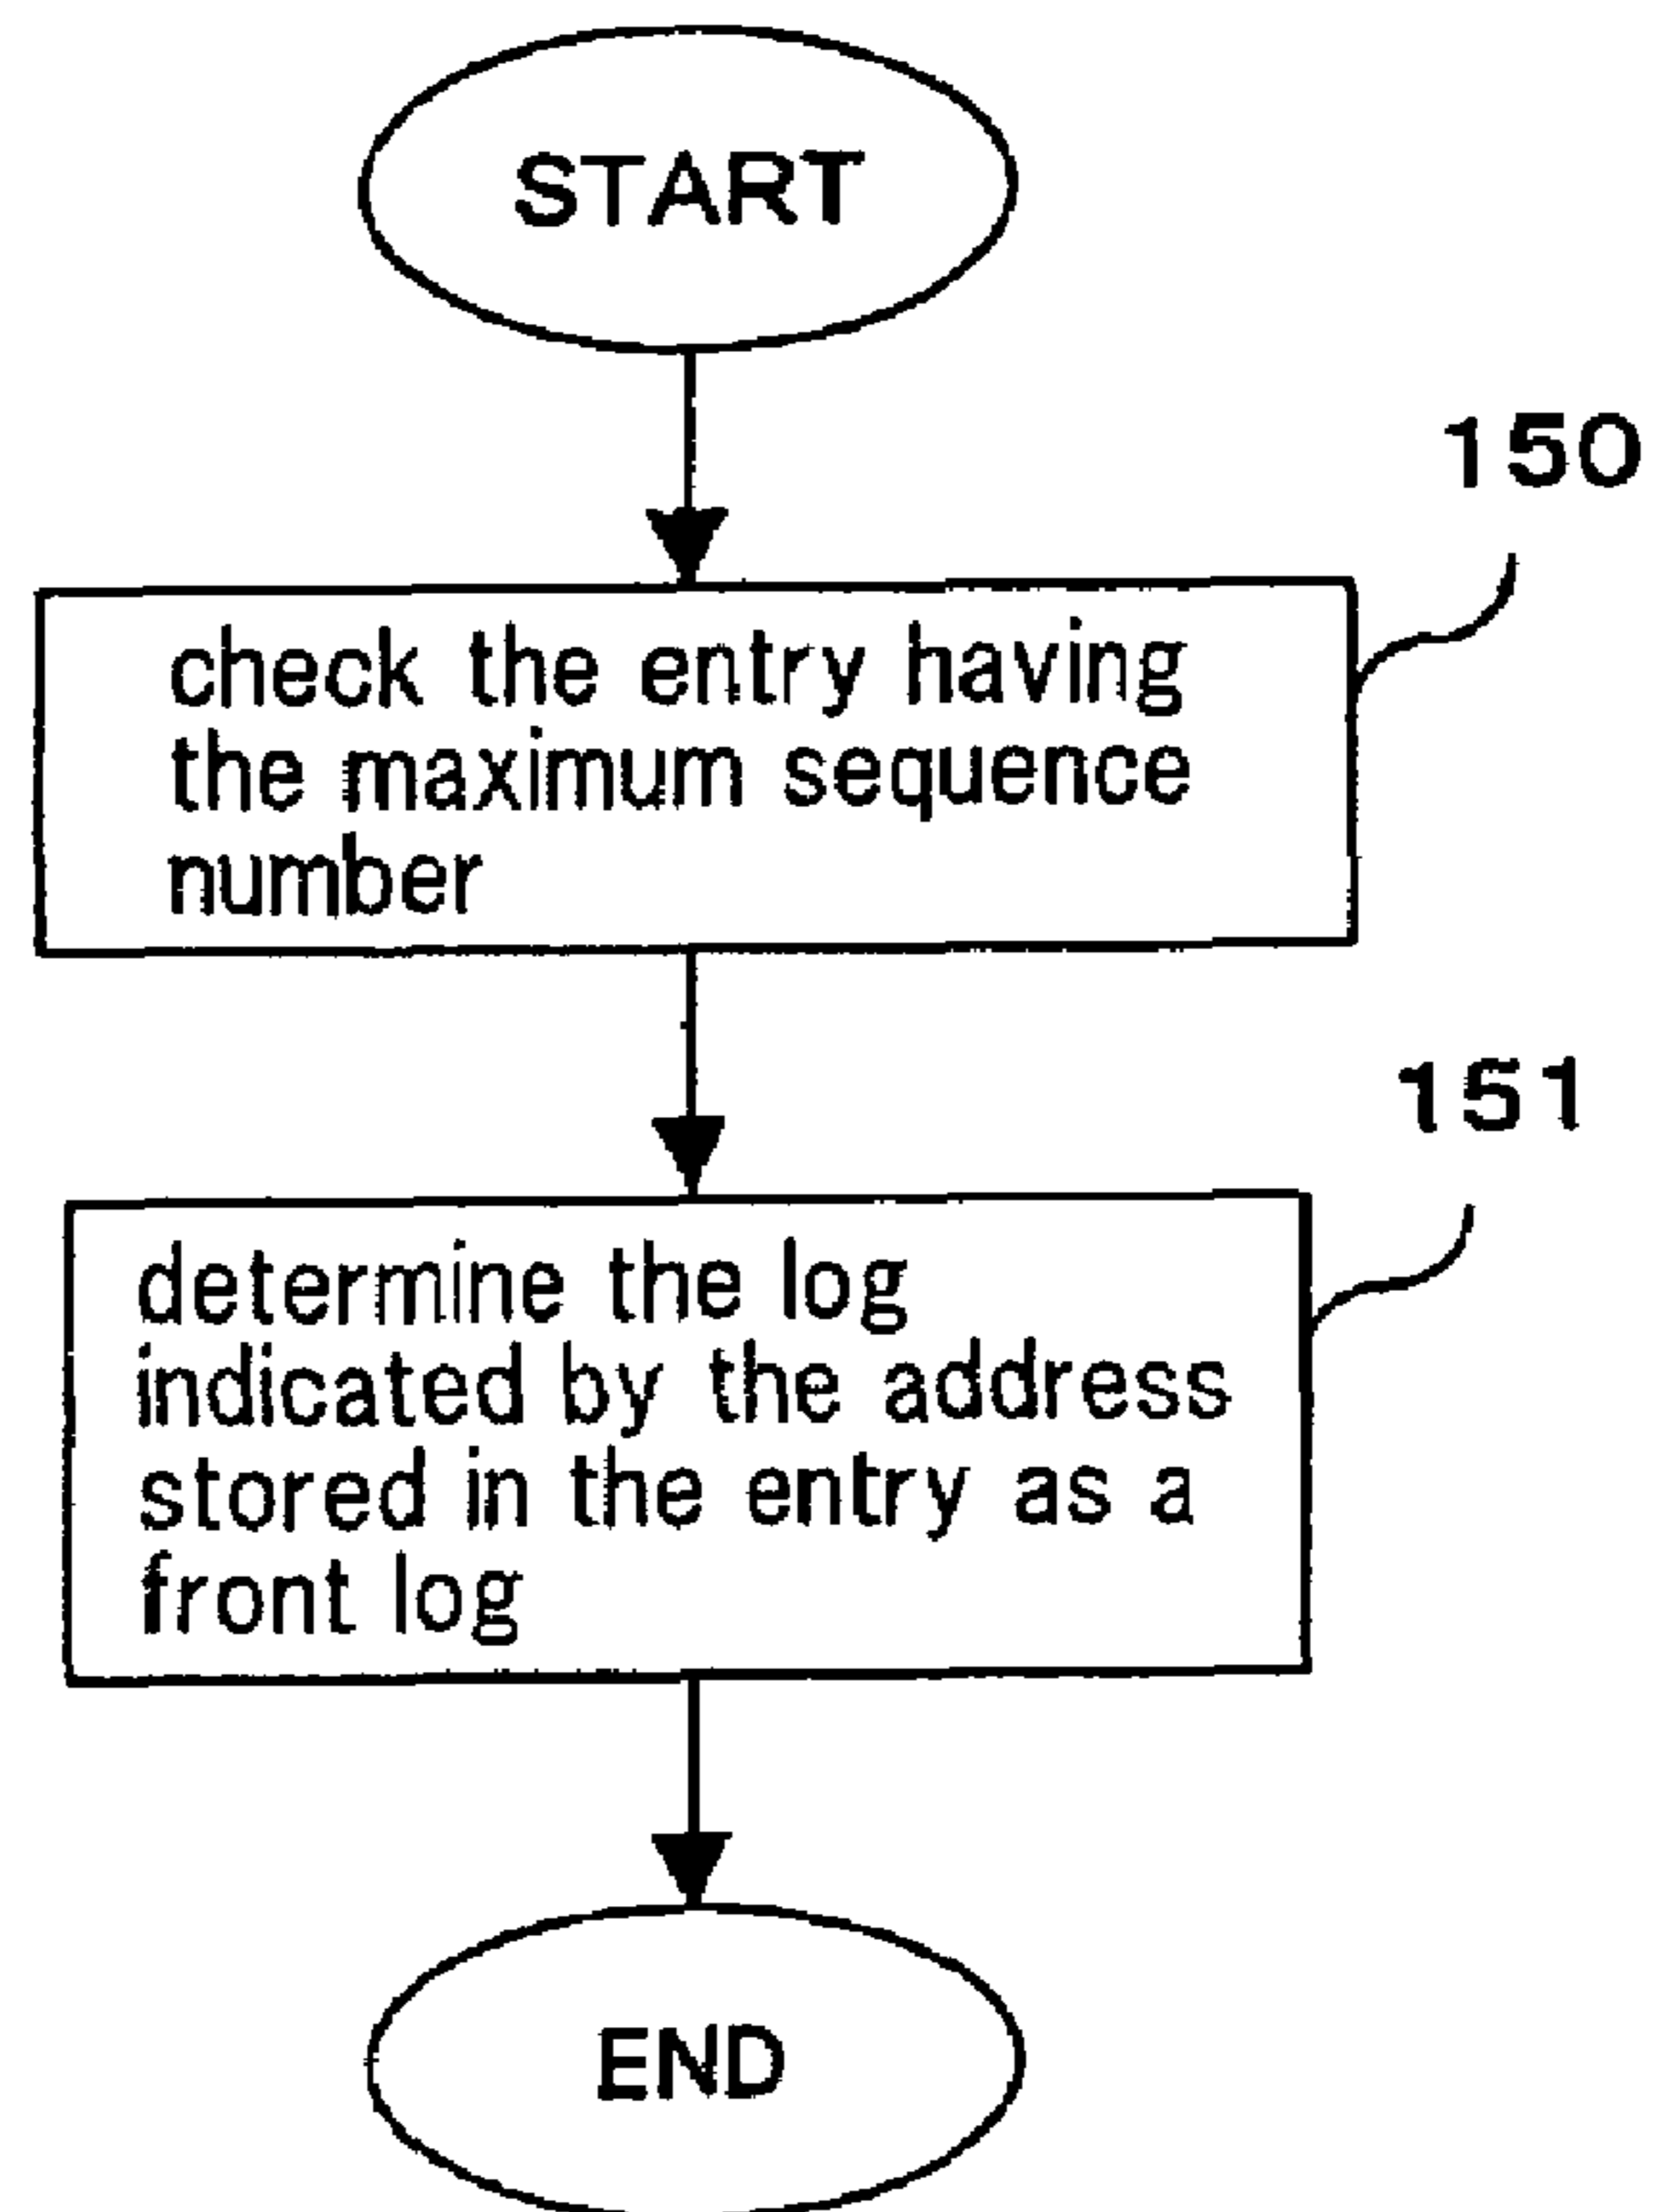 START
150
check the entry having
the maximum sequence
number
151
determine the log
indicated by the address
stored in the entry as a
front log
END